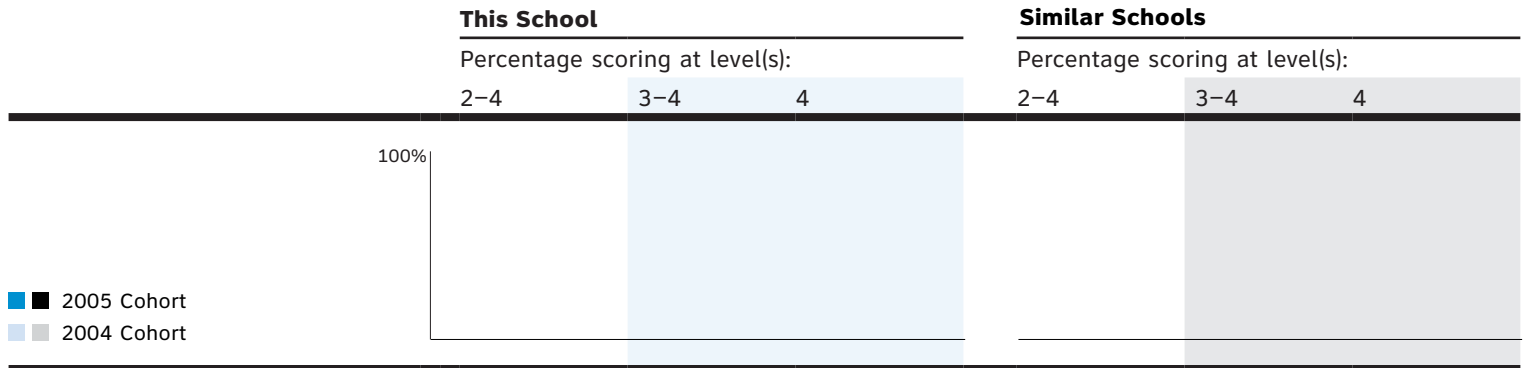 This School
Percentage scoring at level(s):
2–4 3–4 4
Similar Schools
Percentage scoring at level(s):
2–4 3–4 4
100%
2005 Cohort
2004 Cohort